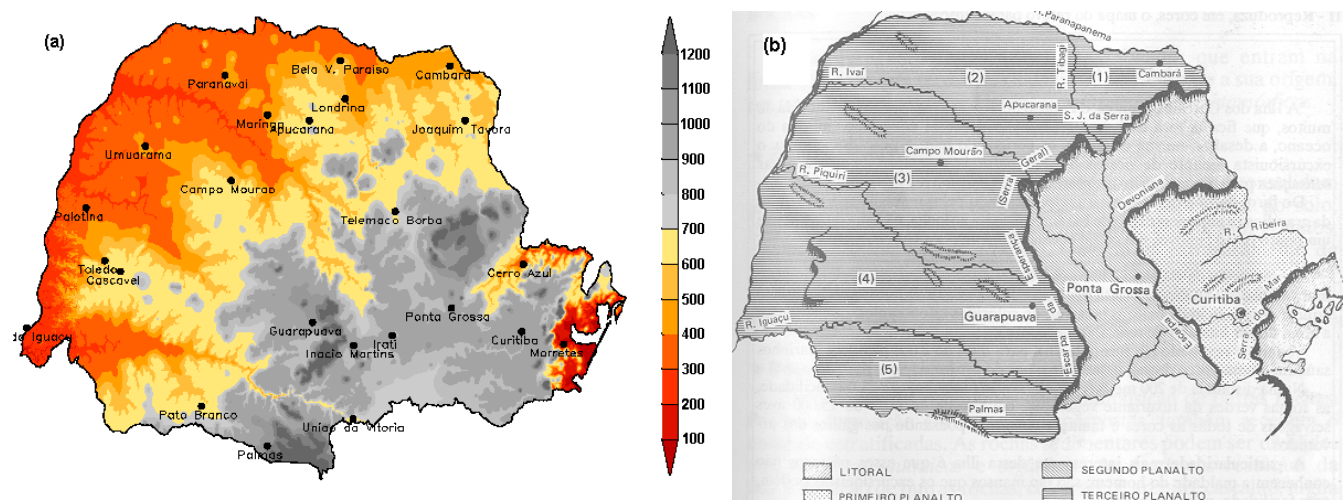 (a)
Bela V. Paraiso
Cambará
Paranavai
Londrina
Maringa
Apucarana
Joaquim Tavora
Umuarama
Campo Mourao
Palotina
Telemaco Borba
Toledo
Cascavel
Cerro Azul
Ponta Grossa
Guarapuava
Irati
Curitiba
do Iguaçu
Inacio Martins
Morretes
Pato Branco
Uniao da Vitoria
Palmas
1200
1000
900
800
700
600
500
400
300
200
100
(b)
R. Paranapanema
R. Ivaí
(2)
R. Tibagi
(1)
Cambará
Apucarana
S. J. da Serra
Campo Mourão
Geral)
(Serra
R. Piquiri
(3)
Devoniana
R. Ribeira
Esperança
(4)
Ponta Grossa
Curitiba
Mar
do
Serra
Guarapuava
da
R. Iguaçu
Escarpa
Escarpa
(5)
Palmas
LITORAL
SEGUNDO PLANALTO
PRIMEIRO PLANALTO
TERCEIRO PLANALTO